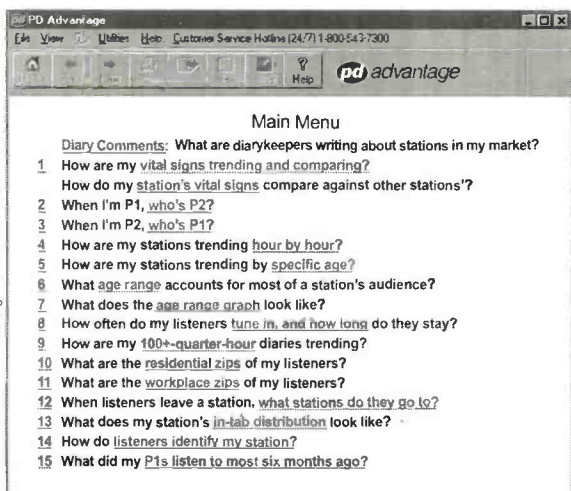 PD Advantage
File View Utilities Help Customer Service Hotline (24/7) 1-800-543-7300
Help
pd advantage
Main Menu
Diary Comments: What are diarykeepers writing about stations in my market?
1 How are my vital signs trending and comparing?
How do my station's vital signs compare against other stations'?
2 When I'm P1, who's P2?
3 When I'm P2, who's P1?
4 How are my stations trending hour by hour?
5 How are my stations trending by specific age?
6 What age range accounts for most of a station's audience?
7 What does the age range graph look like?
8 How often do my listeners tune in, and how long do they stay?
9 How are my 100+-quarter-hour diaries trending?
10 What are the residential zips of my listeners?
11 What are the workplace zips of my listeners?
12 When listeners leave a station, what stations do they go to?
13 What does my station's in-tab distribution look like?
14 How do listeners identify my station?
15 What did my P1s listen to most six months ago?